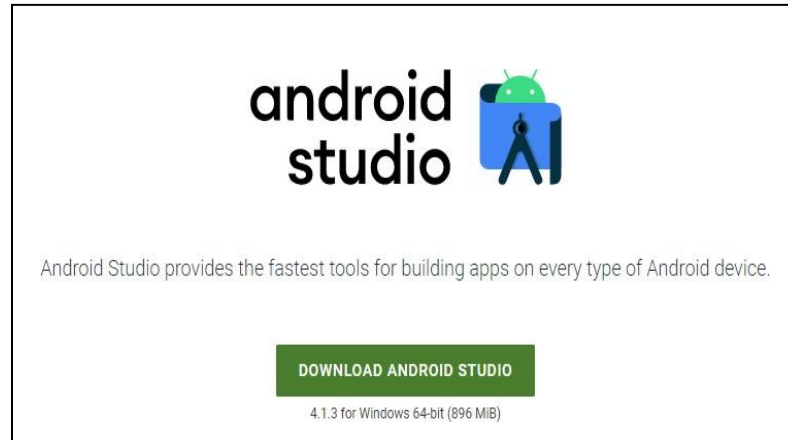 android
studio
Android Studio provides the fastest tools for building apps on every type of Android device.
DOWNLOAD ANDROID STUDIO
4.1.3 for Windows 64-bit (896 MiB)